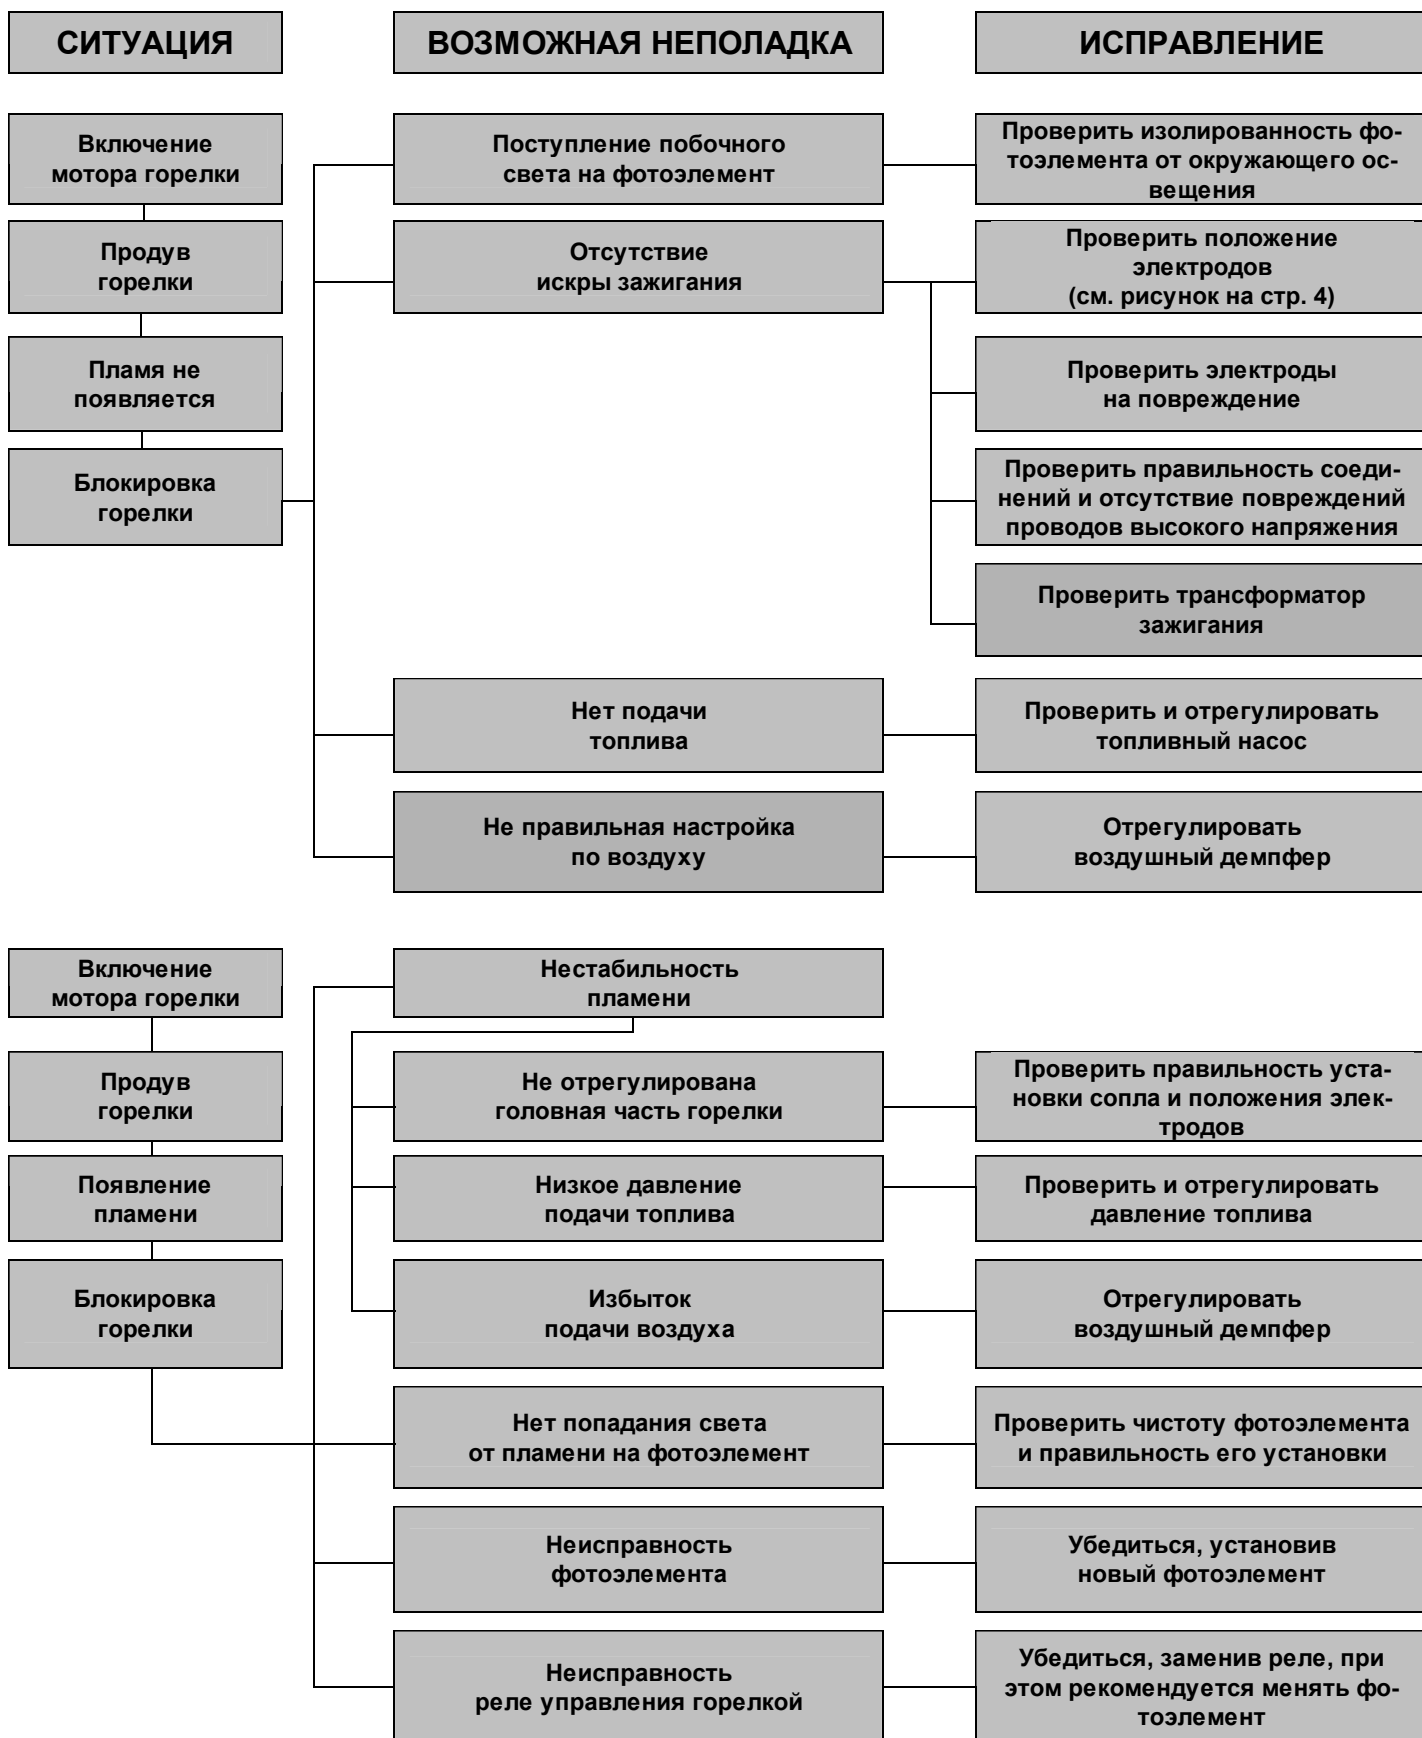 СИТУАЦИЯ
ВОЗМОЖНАЯ НЕПОЛАДКА
ИСПРАВЛЕНИЕ
Включение
мотора горелки
Поступление побочного
света на фотоэлемент
Проверить изолированность фо-
тоэлемента от окружающего ос-
вещения
Продув
горелки
Отсутствие
искры зажигания
Проверить положение
электродов
(см. рисунок на стр. 4)
Пламя не
появляется
Проверить электроды
на повреждение
Блокировка
горелки
Проверить правильность соеди-
нений и отсутствие повреждений
проводов высокого напряжения
Проверить трансформатор
зажигания
Нет подачи
топлива
Проверить и отрегулировать
топливный насос
Не правильная настройка
по воздуху
Отрегулировать
воздушный демпфер
Включение
мотора горелки
Нестабильность
пламени
Продув
горелки
Не отрегулирована
головная часть горелки
Проверить правильность уста-
новки сопла и положения элек-
тродов
Появление
пламени
Низкое давление
подачи топлива
Проверить и отрегулировать
давление топлива
Блокировка
горелки
Избыток
подачи воздуха
Отрегулировать
воздушный демпфер
Нет попадания света
от пламени на фотоэлемент
Проверить чистоту фотоэлемента
и правильность его установки
Неисправность
фотоэлемента
Убедиться, установив
новый фотоэлемент
Неисправность
реле управления горелкой
Убедиться, заменив реле, при
этом рекомендуется менять фо-
тоэлемент